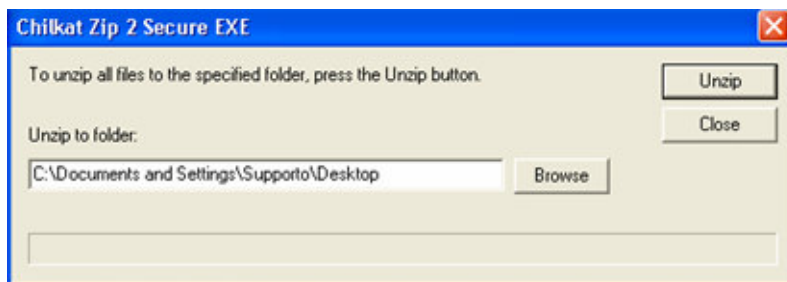 Chilkat Zip 2 Secure EXE
To unzip all files to the specified folder, press the Unzip button.
Unzip
Close
Unzip to folder:
C:\Documents and Settings\Supporto\Desktop
Browse